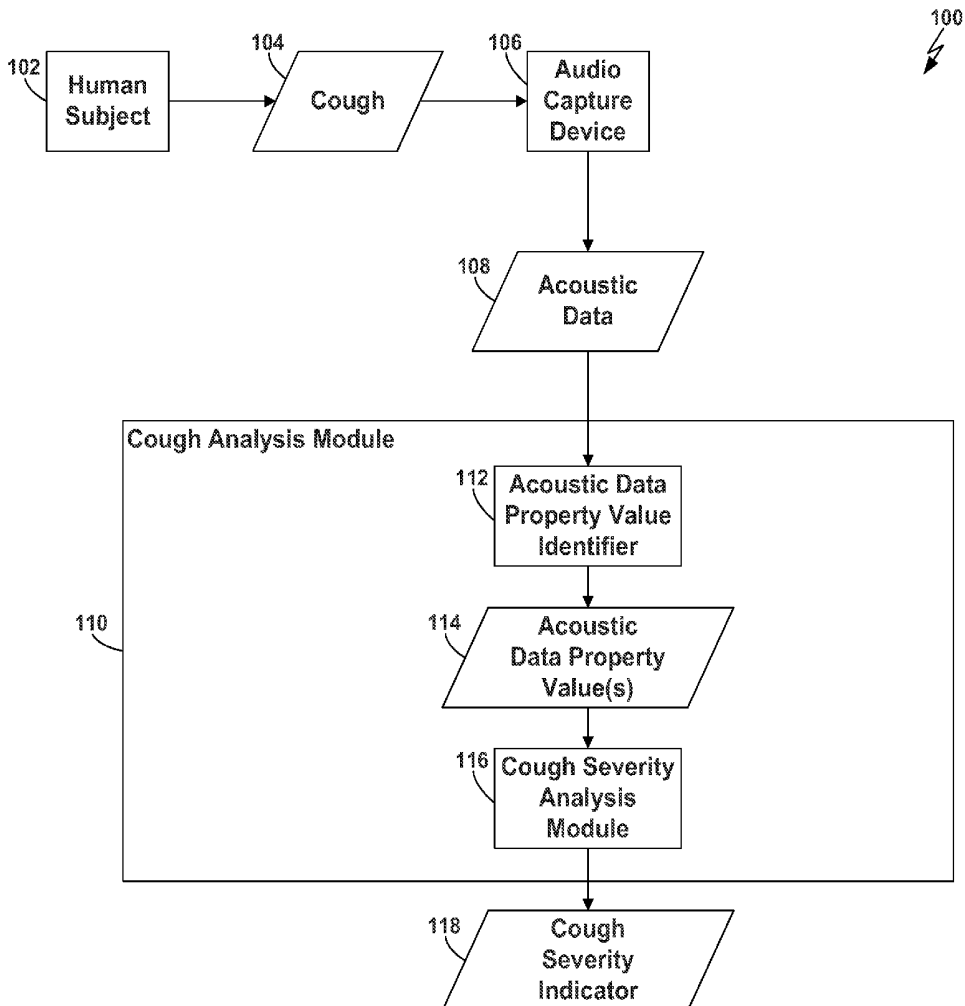 100
102
Human
Subject
104
Cough
106
Audio
Capture
Device
108
Acoustic
Data
Cough Analysis Module
110
112
Acoustic Data
Property Value
Identifier
114
Acoustic
Data Property
Value(s)
116
Cough Severity
Analysis
Module
118
Cough
Severity
Indicator